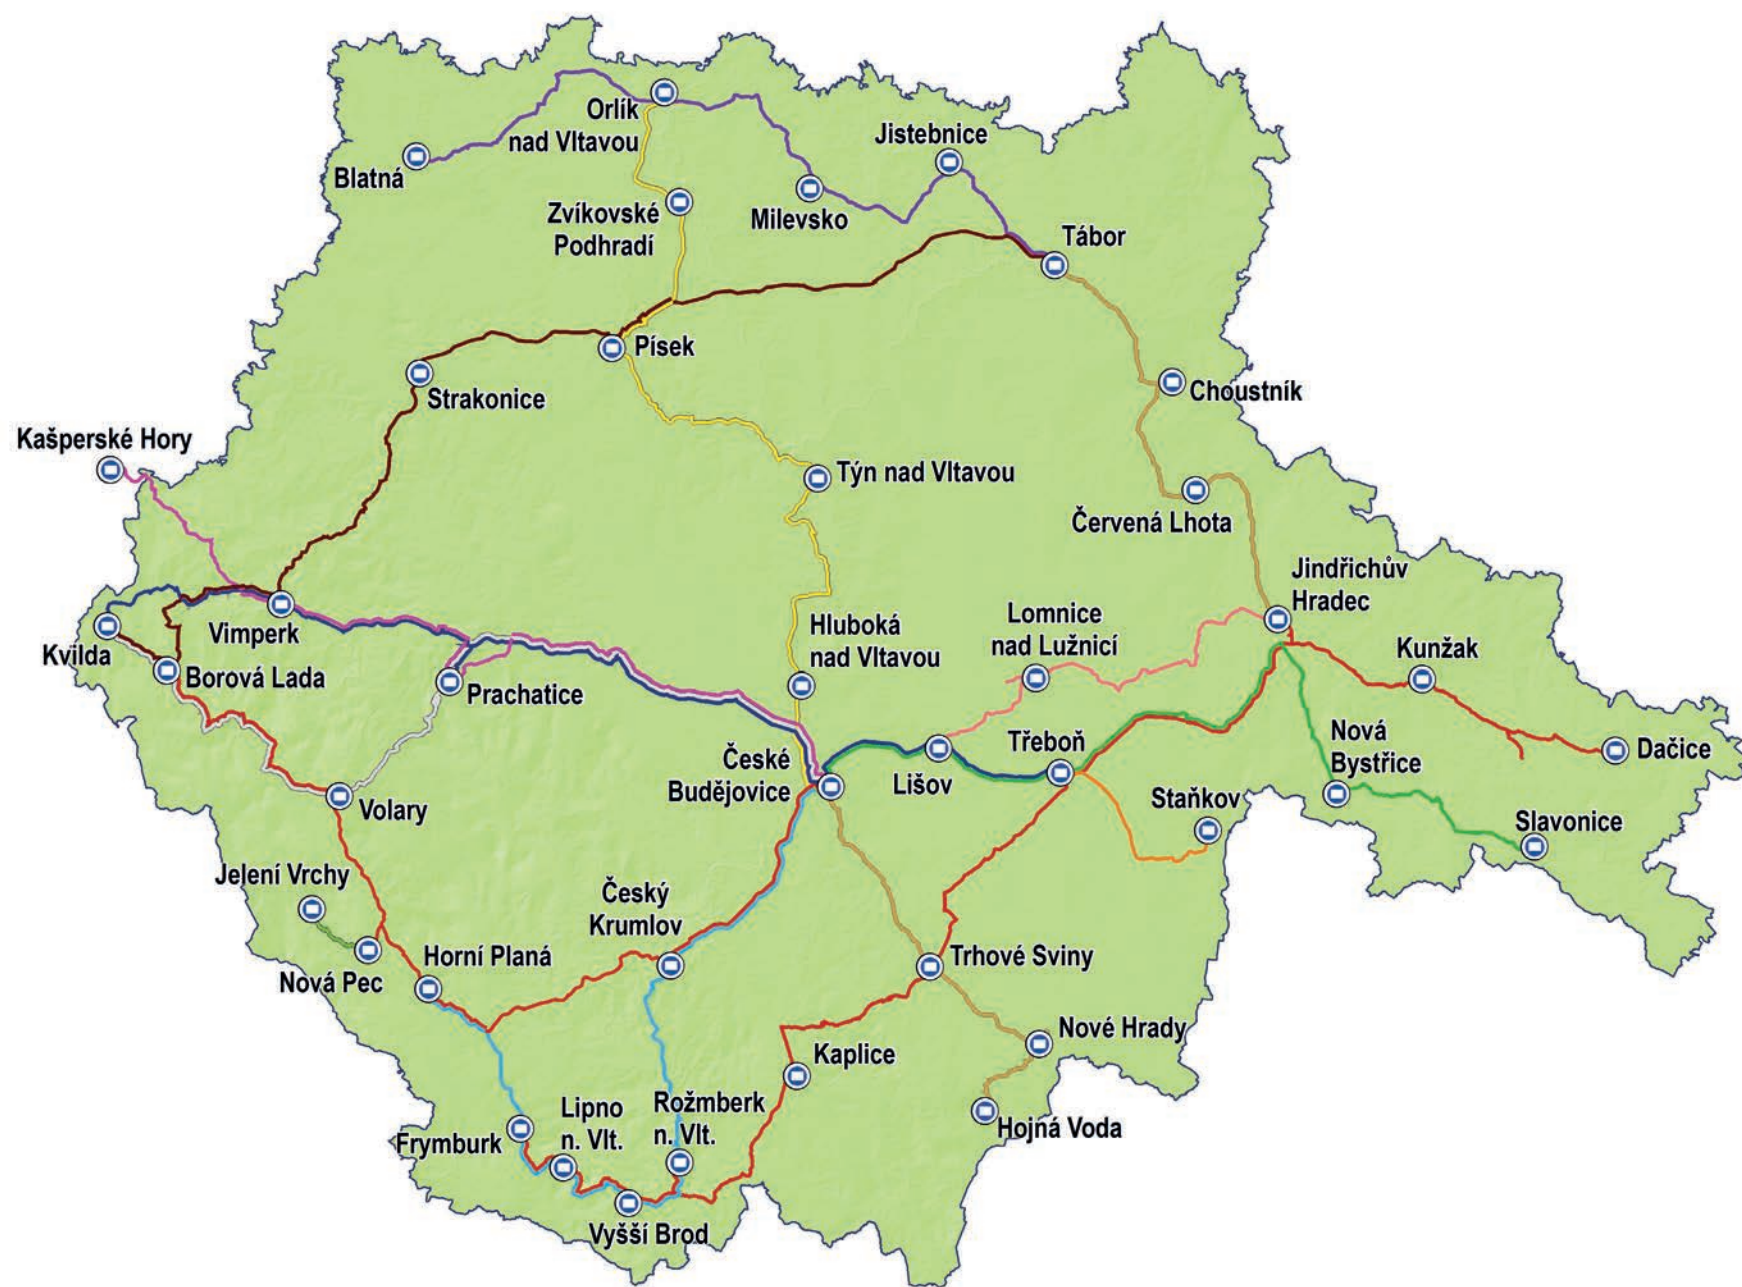 Orlík
nad Vltavou
Jistebnice
Blatná
Milevsko
Zvíkovské
Podhradí
Tábor
Písek
Strakonice
Choustník
Kašperské Hory
Týn nad Vltavou
Červená Lhota
Jindřichův
Hradec
Lomnice
nad Lužnicí
Hluboká
nad Vltavou
Vimperk
Kvilda
Borová Lada
Prachatice
Kunžak
Nová
Bystřice
Třeboň
České
Budějovice
Lišov
Dačice
Volary
Staňkov
Slavonice
Jelení Vrchy
Český
Krumlov
Horní Planá
Nová Pec
Trhové Sviny
Nové Hrady
Kaplice
Lipno
n. Vlt.
Rožmberk
n. Vlt.
Frymburk
Hojná Voda
Vyšší Brod